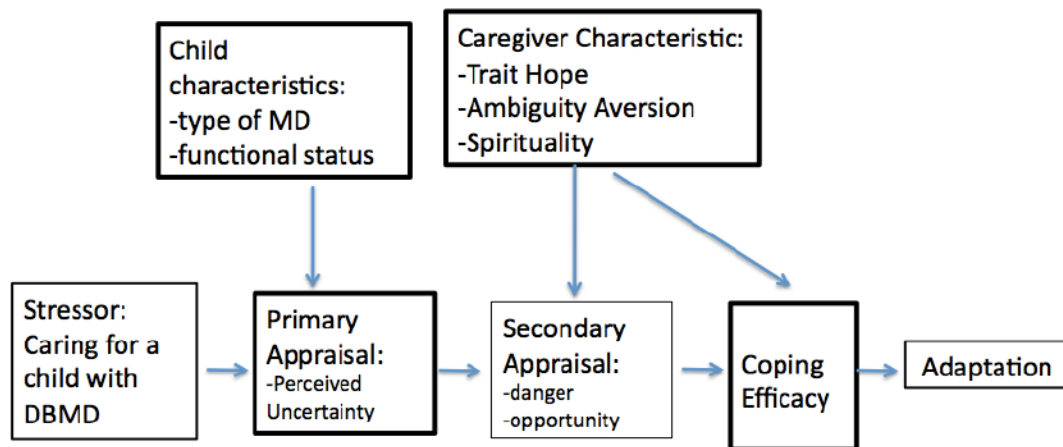 Child
characteristics:
-type of MD
-functional status
Caregiver Characteristic:
-Trait Hope
-Ambiguity Aversion
-Spirituality
Stressor:
Caring for a
child with
DBMD
Primary
Appraisal:
-Perceived
Uncertainty
Secondary
Appraisal:
-danger
-opportunity
Coping
Efficacy
Adaptation